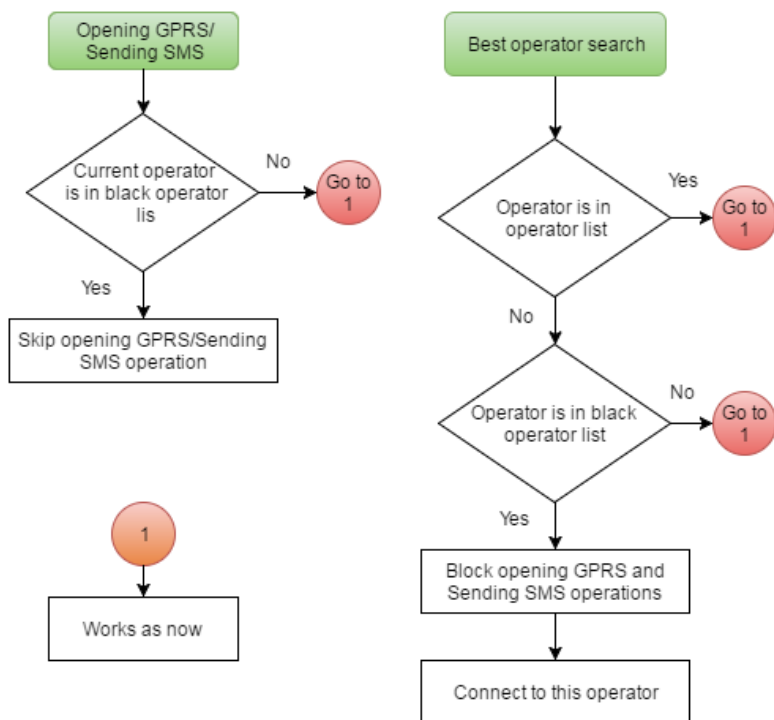 Opening GPRS/
Sending SMS
Current operator
is in black operator
lis
No
Go to
1
Yes
Skip opening GPRS/Sending
SMS operation
1
Works as now
Best operator search
Operator is in
operator list
Yes
Go to
1
No
Operator is in black
operator list
No
Go to
1
Yes
Block opening GPRS and
Sending SMS operations
Connect to this operator